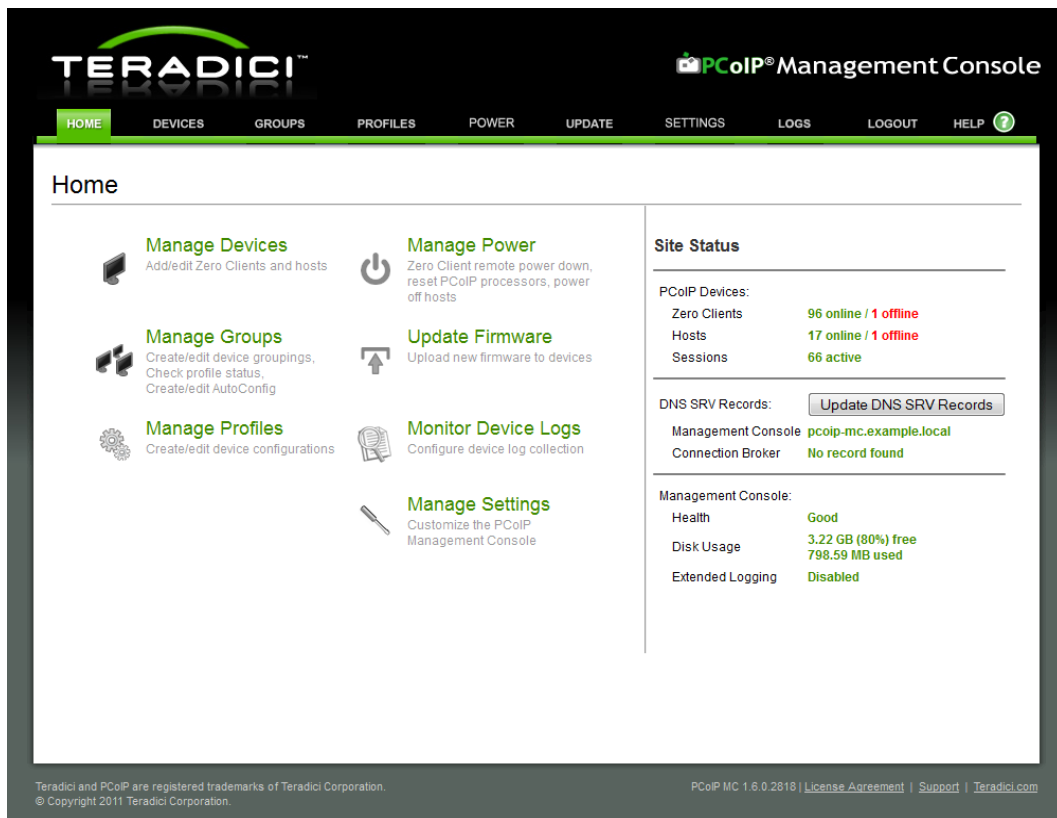 TERADICI™
PCoIP® Management Console
HOME DEVICES GROUPS PROFILES POWER UPDATE SETTINGS LOGS LOGOUT HELP ?
Home
Manage Devices
Add/edit Zero Clients and hosts
Manage Groups
Create/edit device groupings,
Check profile status,
Create/edit AutoConfig
Manage Profiles
Create/edit device configurations
Manage Power
Zero Client remote power down,
reset PCoIP processors, power
off hosts
Update Firmware
Upload new firmware to devices
Monitor Device Logs
Configure device log collection
Manage Settings
Customize the PCoIP
Management Console
Site Status
PCoIP Devices:
Zero Clients 96 online / 1 offline
Hosts 17 online / 1 offline
Sessions 66 active
DNS SRV Records: Update DNS SRV Records
Management Console pcoip-mc.example.local
Connection Broker No record found
Management Console:
Health Good
Disk Usage 3.22 GB (80%) free
798.59 MB used
Extended Logging Disabled
Teradici and PCoIP are registered trademarks of Teradici Corporation.
© Copyright 2011 Teradici Corporation.
PCoIP MC 1.6.0.2818 | License Agreement | Support | Teradici.com